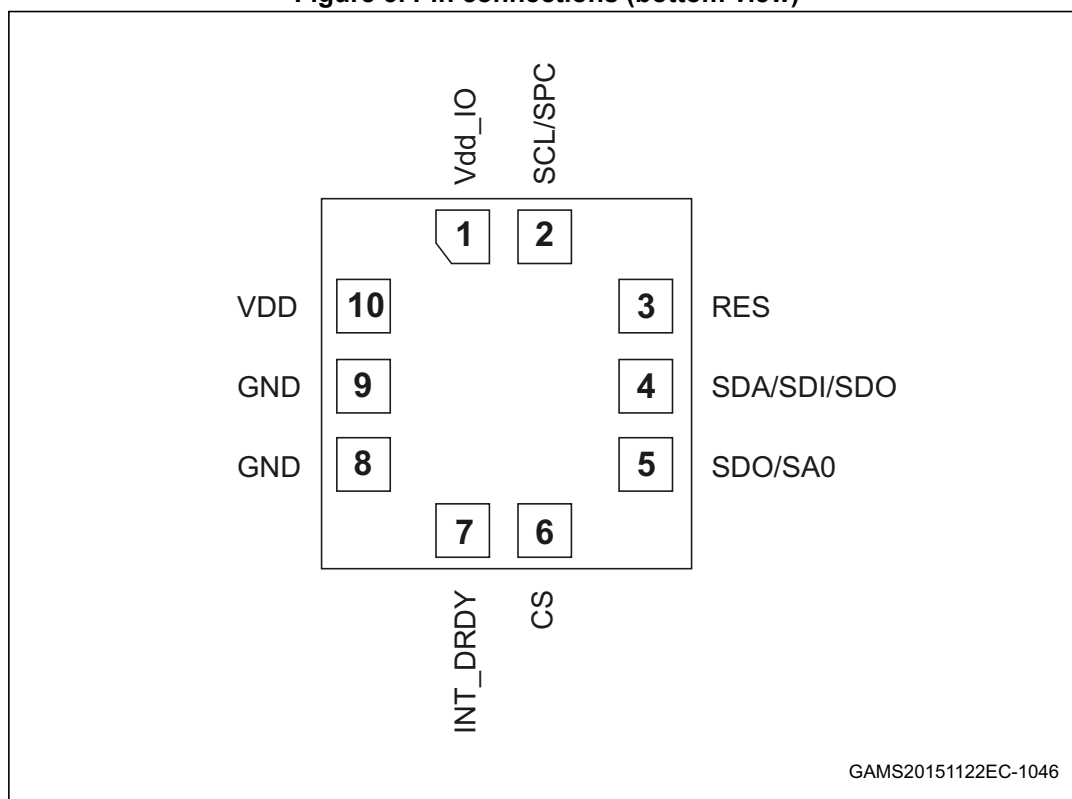 Figure Pin connections (bottom view)
Vdd_IO
SCL/SPC
1
2
VDD
10
3
RES
GND
9
4
SDA/SDI/SDO
GND
8
5
SDO/SA0
7
6
INT_DRDY
CS
GAMS20151122EC-1046